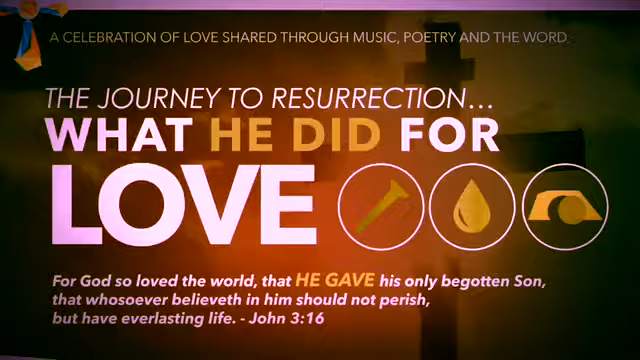 A CELEBRATION OF LOVE SHARED THROUGH MUSIC, POETRY AND THE WORD
THE JOURNEY TO RESURRECTION...
WHAT HE DID FOR
LOVE
For God so loved the world, that HE GAVE his only begotten Son,
that whosoever believeth in him should not perish,
but have everlasting life. - John 3:16